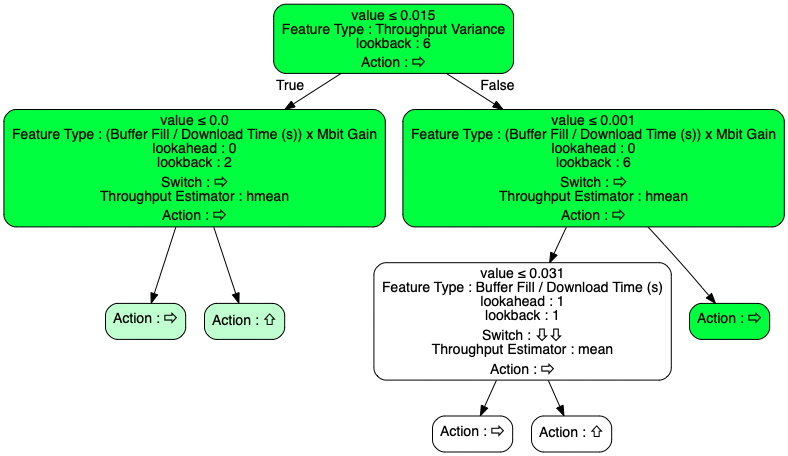 value ≤ 0.015
Feature Type : Throughput Variance
lookback : 6
Action : ⇨
True
False
value ≤ 0.0
Feature Type : (Buffer Fill / Download Time (s)) x Mbit Gain
lookahead : 0
lookback : 2
Switch : ⇨
Throughput Estimator : hmean
Action : ⇨
value ≤ 0.001
Feature Type : (Buffer Fill / Download Time (s)) x Mbit Gain
lookahead : 0
lookback : 6
Switch : ⇨
Throughput Estimator : hmean
Action : ⇨
Action : ⇨
Action : ⇧
value ≤ 0.031
Feature Type : Buffer Fill / Download Time (s)
lookahead : 1
lookback : 1
Switch : ⇩⇩
Throughput Estimator : mean
Action : ⇨
Action : ⇨
Action : ⇨
Action : ⇧